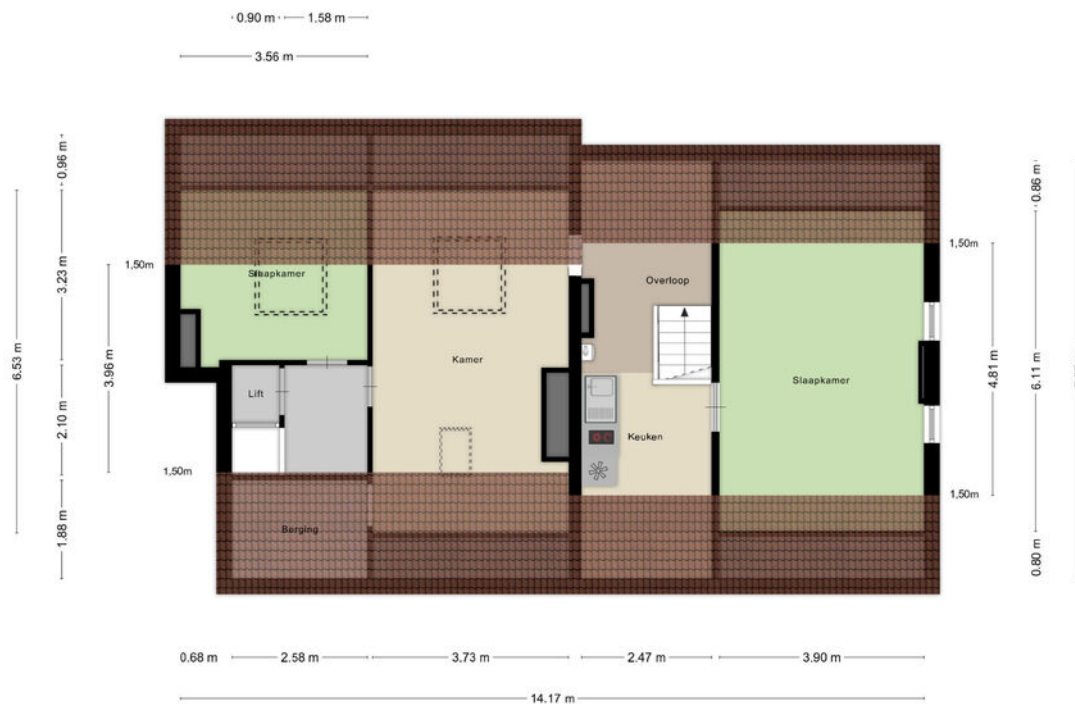 0.90 m
1.58 m
3.56 m
0.96 m
0.86 m
1,50m
1,50m
Slaapkamer
Overloop
3.23 m
Kamer
6.53 m
3.96 m
4.81 m
6.11 m
Slaapkamer
Lift
2.10 m
Keuken
1,50m
1,50m
Berging
1.88 m
0.80 m
0.68 m
2.58 m
3.73 m
2.47 m
3.90 m
14.17 m